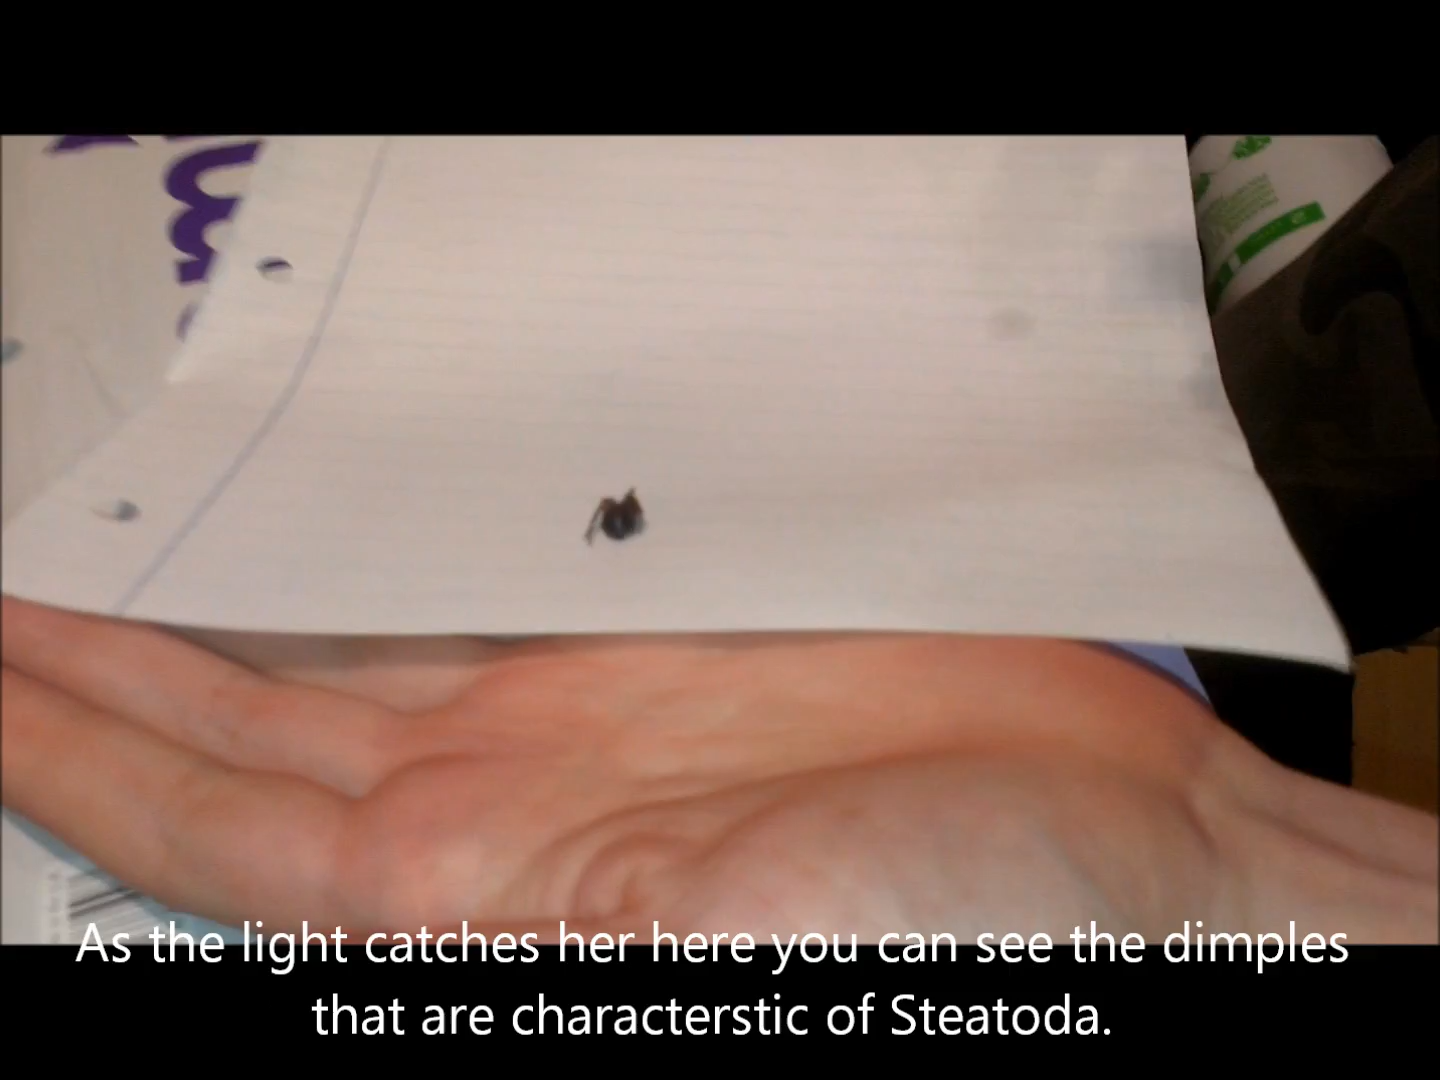 As the light catches her here you can see the dimples
that are characterstic of Steatoda.